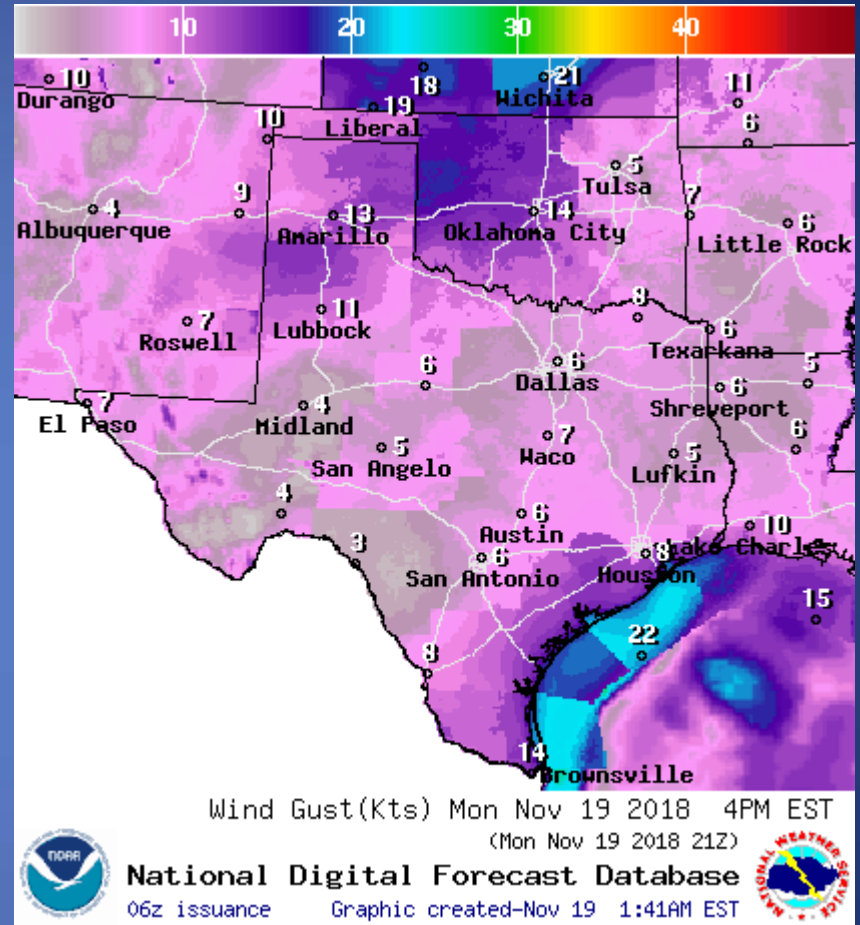 10 20 30 40
10 Durango
18
19 Liberal
21 Wichita
11
6
10
5 Tulsa
4 Albuquerque
9
13 Amarillo
14 Oklahoma City
7
6 Little Rock
7 Roswell
11 Lubbock
8
6 Texarkana
6
6 Dallas
5
6 Shreveport
7 El Paso
4 Midland
5 San Angelo
7 Waco
5 Lufkin
6
4
6 Austin
10 Lake Charles
3
6 San Antonio
8 Houston
15
22
8
14 Brownsville
Wind Gust(Kts) Mon Nov 19 2018 4PM EST
(Mon Nov 19 2018 21Z)
National Digital Forecast Database
06z issuance Graphic created-Nov 19 1:41AM EST
NOAA
NATIONAL WEATHER SERVICE